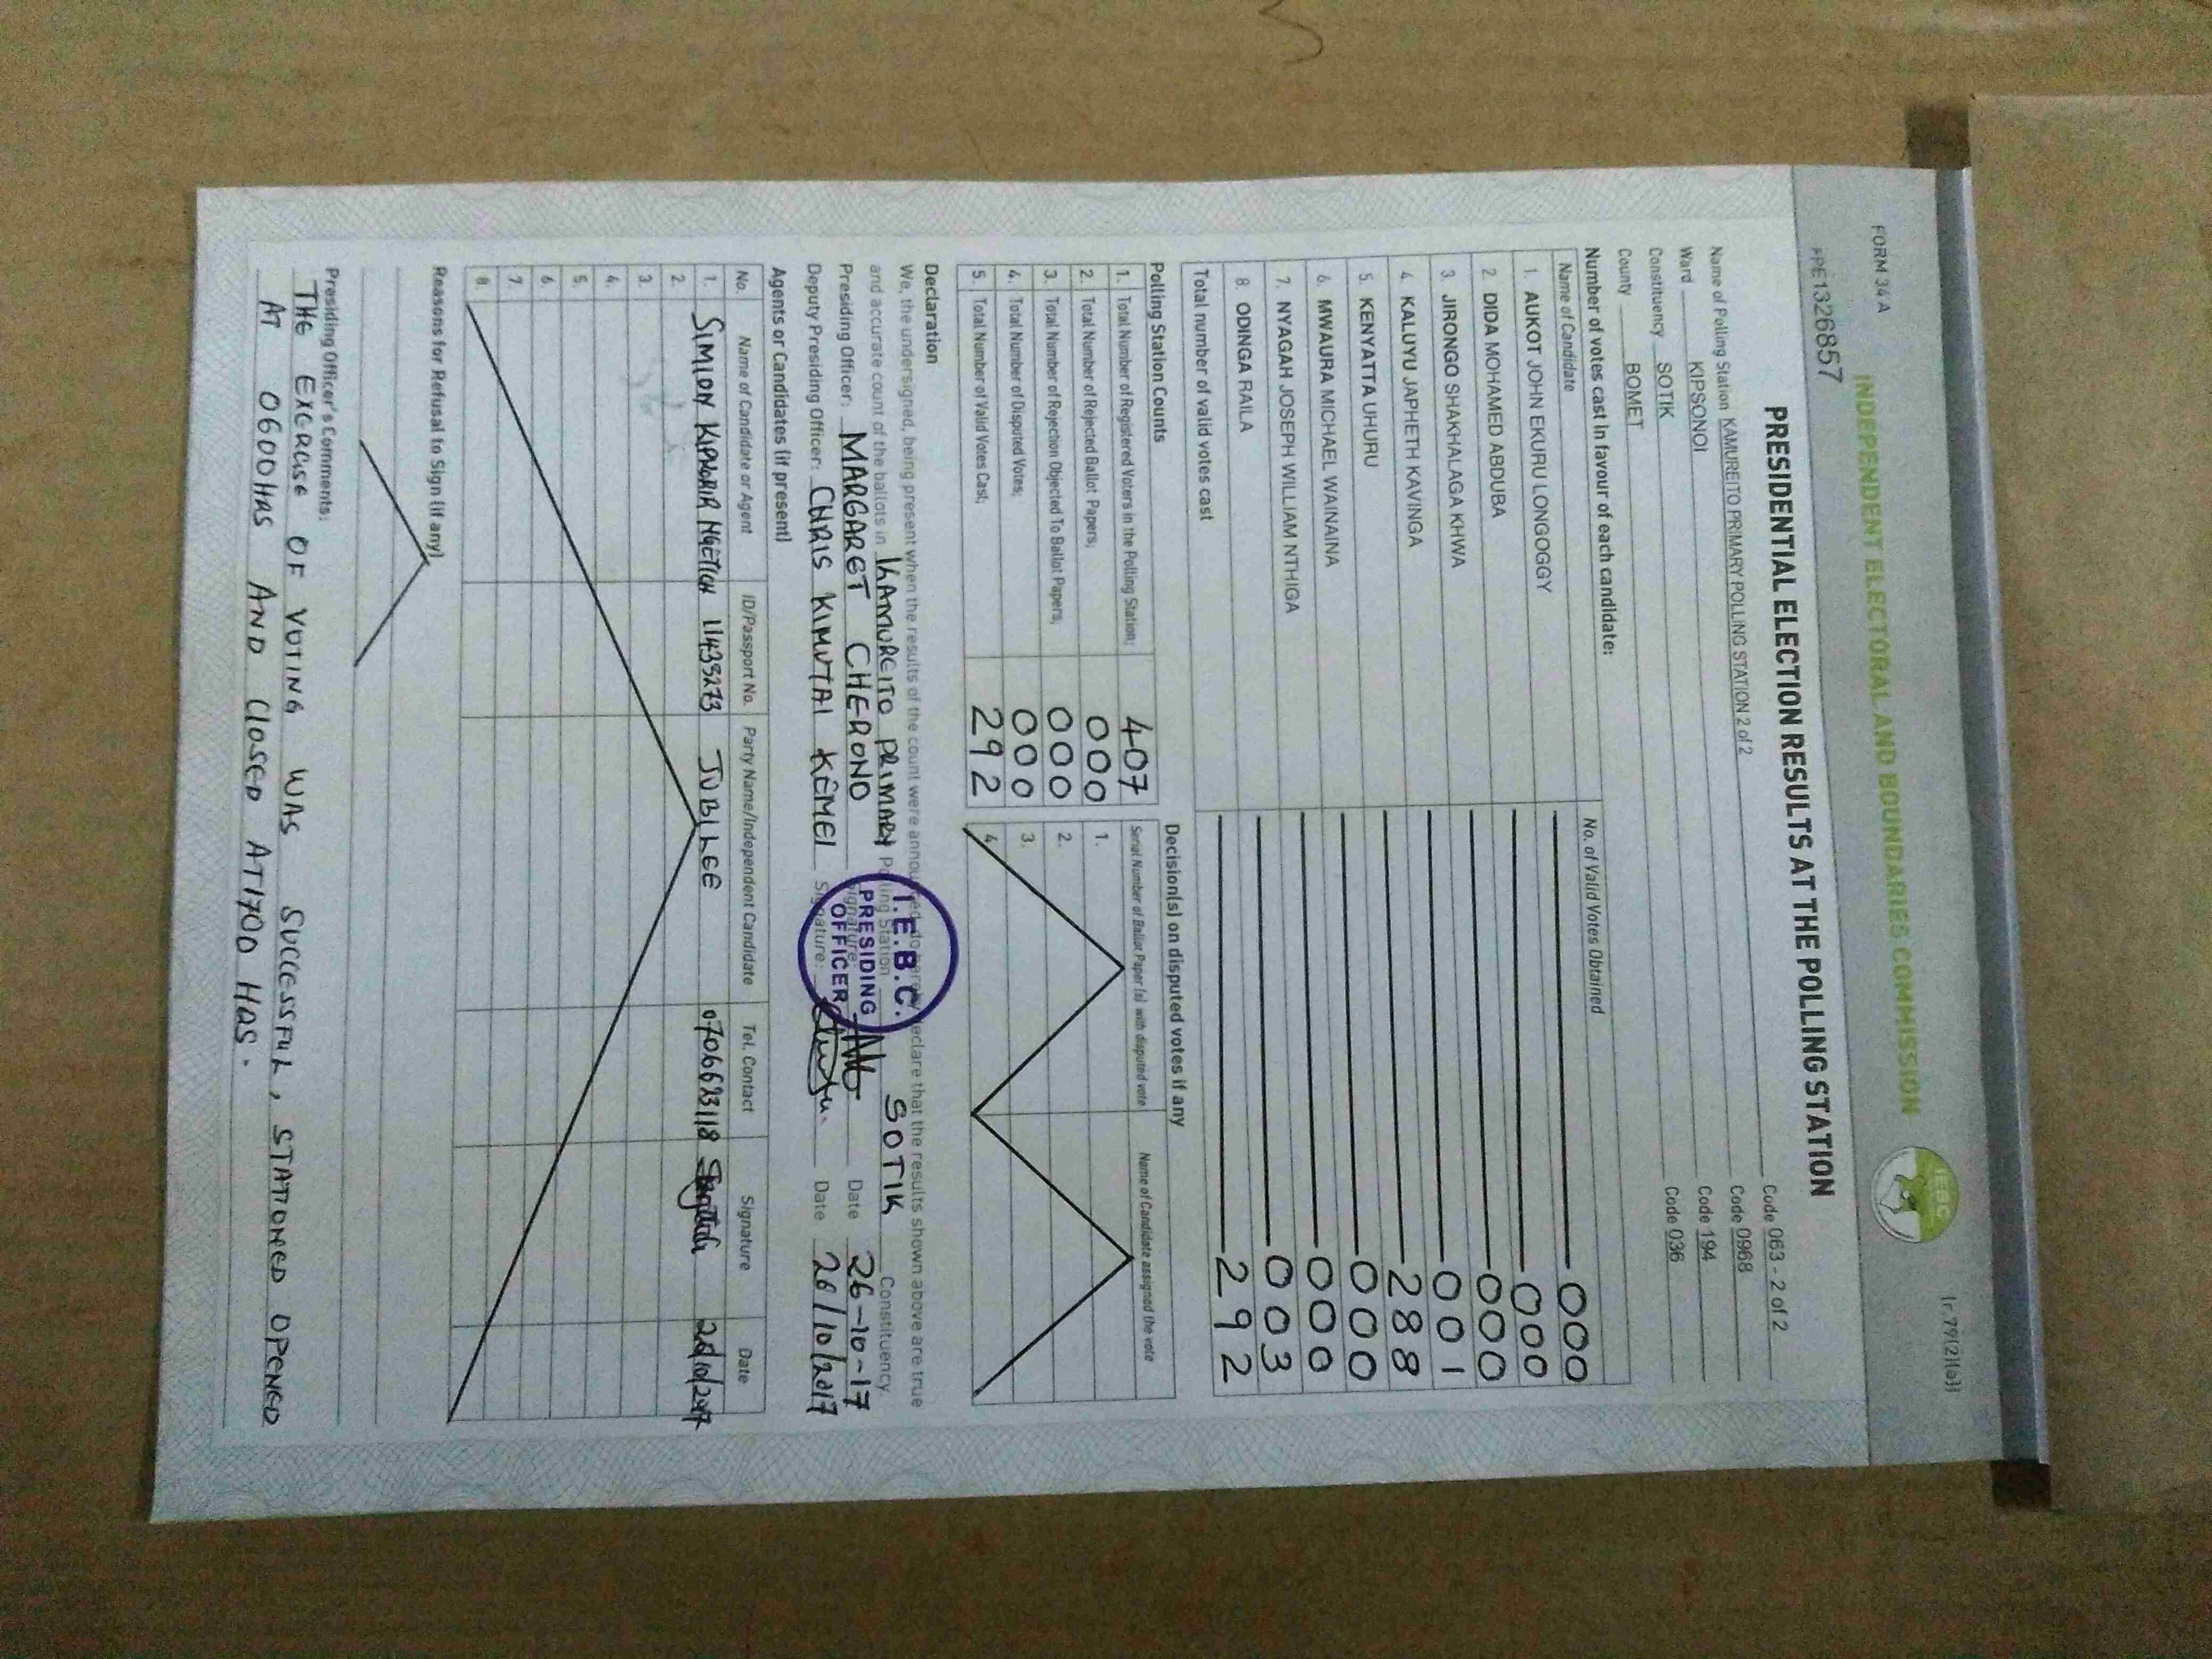 FORM 34 A
(r.79(2)(a))
INDEPENDENT ELECTORAL AND BOUNDARIES COMMISSION
IEBC
PRE1326857
PRESIDENTIAL ELECTION RESULTS AT THE POLLING STATION
Name of Polling Station KAMUREITO PRIMARY POLLING STATION 2 of 2 Code 063 - 2 of 2
Ward KIPSONOI Code 0968
Constituency SOTIK Code 194
County BOMET Code 036
Number of votes cast in favour of each candidate:
Name of Candidate No. of Valid Votes Obtained
1. AUKOT JOHN EKURU LONGOGGY 000
2. DIDA MOHAMED ABDUBA 000
3. JIRONGO SHAKHALAGA KHWA 000
4. KALUYU JAPHETH KAVINGA 001
5. KENYATTA UHURU 288
6. MWAURA MICHAEL WAINAINA 000
7. NYAGAH JOSEPH WILLIAM NTHIGA 000
8. ODINGA RAILA 003
Total number of valid votes cast 292
Polling Station Counts
1. Total Number of Registered Voters in the Polling Station; 407
2. Total Number of Rejected Ballot Papers; 000
3. Total Number of Rejection Objected To Ballot Papers; 000
4. Total Number of Disputed Votes; 000
5. Total Number of Valid Votes Cast; 292
Decision(s) on disputed votes if any
Serial Number of Ballot Paper (s) with disputed vote Name of Candidate assigned the vote
1.
2.
3.
4.
Declaration
We, the undersigned, being present when the results of the count were announced, do hereby declare that the results shown above are true
and accurate count of the ballots in KAMUREITO PRIMARY Polling Station SOTIK Constituency.
Presiding Officer: MARGARET CHERONO Signature: Date 26-10-17
Deputy Presiding Officer: CHRIS KIMUTAI KEMEI Signature: Date 26/10/2017
I.E.B.C.
PRESIDING
OFFICER
Agents or Candidates (if present)
No. Name of Candidate or Agent ID/Passport No. Party Name/Independent Candidate Tel. Contact Signature Date
1. SIMION KIPKORIR NGETICH 11433273 JUBILEE 0706623118 26/10/2017
2.
3.
4.
5.
6.
7.
8.
Reasons for Refusal to Sign (if any)
Presiding Officer's Comments:
THE EXERCISE OF VOTING WAS SUCCESSFUL, STATIONED OPENED
AT 0600HRS AND CLOSED AT 1700 HRS.